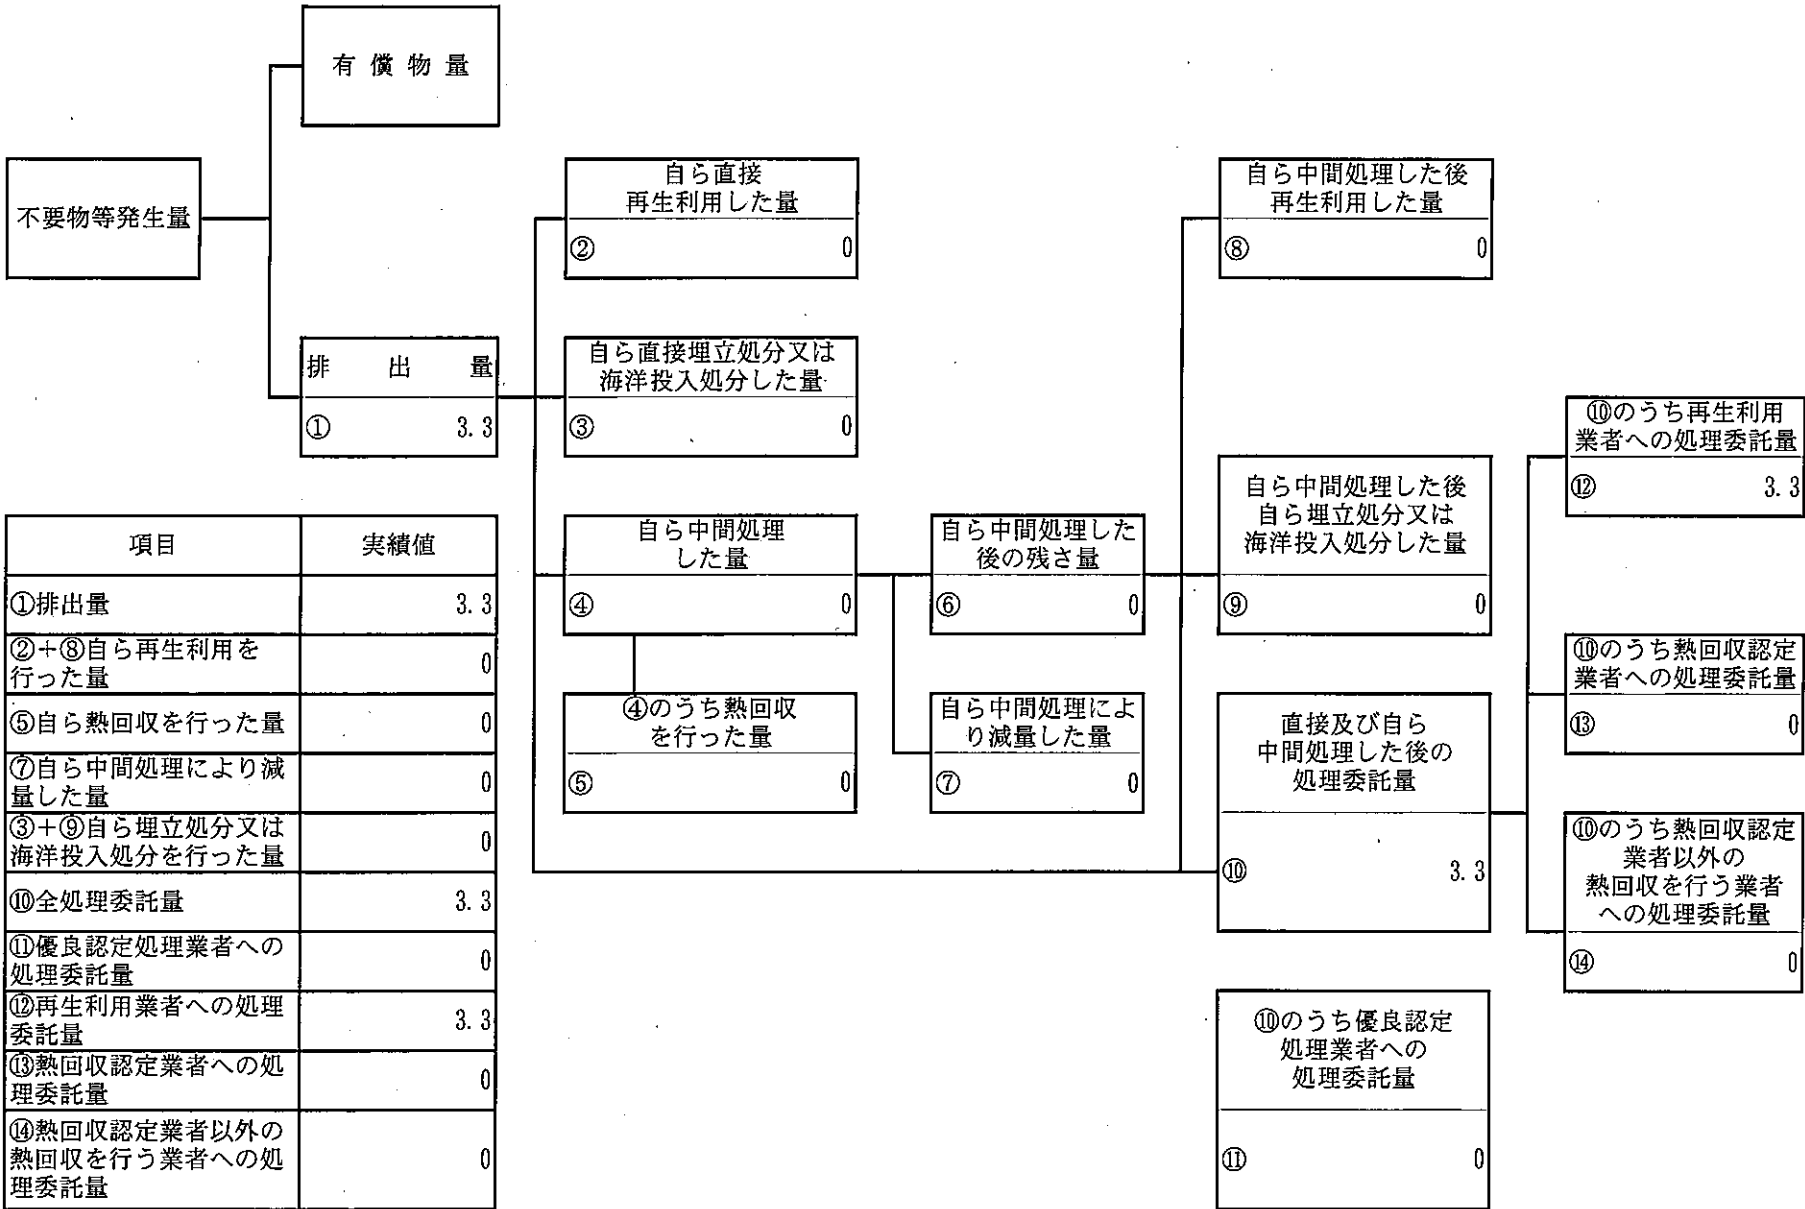 有償物量
不要物等発生量
排出量
① 3.3
自ら直接
再生利用した量
② 0
自ら直接埋立処分又は
海洋投入処分した量
③ 0
自ら中間処理
した量
④ 0
④のうち熱回収
を行った量
⑤ 0
自ら中間処理した
後の残さ量
⑥ 0
自ら中間処理によ
り減量した量
⑦ 0
自ら中間処理した後
再生利用した量
⑧ 0
自ら中間処理した後
自ら埋立処分又は
海洋投入処分した量
⑨ 0
直接及び自ら
中間処理した後の
処理委託量
⑩ 3.3
⑩のうち優良認定
処理業者への
処理委託量
⑪ 0
⑩のうち再生利用
業者への処理委託量
⑫ 3.3
⑩のうち熱回収認定
業者への処理委託量
⑬ 0
⑩のうち熱回収認定
業者以外の
熱回収を行う業者
への処理委託量
⑭ 0
項目 実績値
①排出量 3.3
②+⑧自ら再生利用を
行った量 0
⑤自ら熱回収を行った量 0
⑦自ら中間処理により減
量した量 0
③+⑨自ら埋立処分又は
海洋投入処分を行った量 0
⑩全処理委託量 3.3
⑪優良認定処理業者への
処理委託量 0
⑫再生利用業者への処理
委託量 3.3
⑬熱回収認定業者への処
理委託量 0
⑭熱回収認定業者以外の
熱回収を行う業者への処
理委託量 0